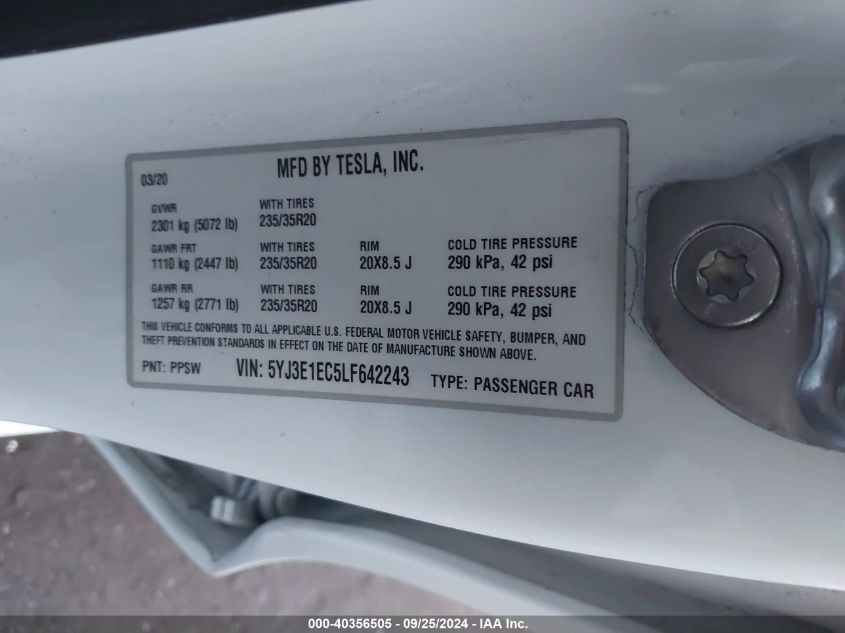 MFD BY TESLA, INC.
03/20
GVWR WITH TIRES
2301 kg (5072 lb) 235/35R20
GAWR FRT WITH TIRES RIM COLD TIRE PRESSURE
1110 kg (2447 lb) 235/35R20 20X8.5 J 290 kPa, 42 psi
GAWR RR WITH TIRES RIM COLD TIRE PRESSURE
1257 kg (2771 lb) 235/35R20 20X8.5 J 290 kPa, 42 psi
THIS VEHICLE CONFORMS TO ALL APPLICABLE U.S. FEDERAL MOTOR VEHICLE SAFETY, BUMPER, AND
THEFT PREVENTION STANDARDS IN EFFECT ON THE DATE OF MANUFACTURE SHOWN ABOVE.
PNT: PPSW VIN: 5YJ3E1EC5LF642243 TYPE: PASSENGER CAR
000-40356505 - 09/25/2024 - IAA Inc.